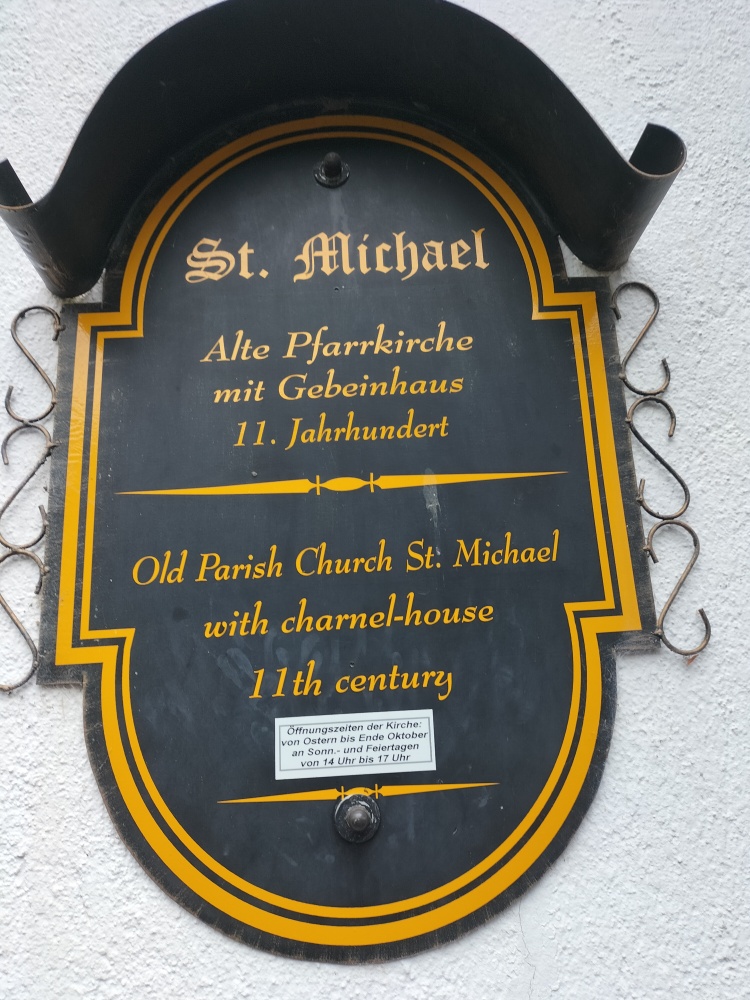 St. Michael
Alte Pfarrkirche
mit Gebeinhaus
11. Jahrhundert
Old Parish Church St. Michael
with charnel-house
11th century
Öffnungszeiten der Kirche:
von Ostern bis Ende Oktober
an Sonn.- und Feiertagen
von 14 Uhr bis 17 Uhr